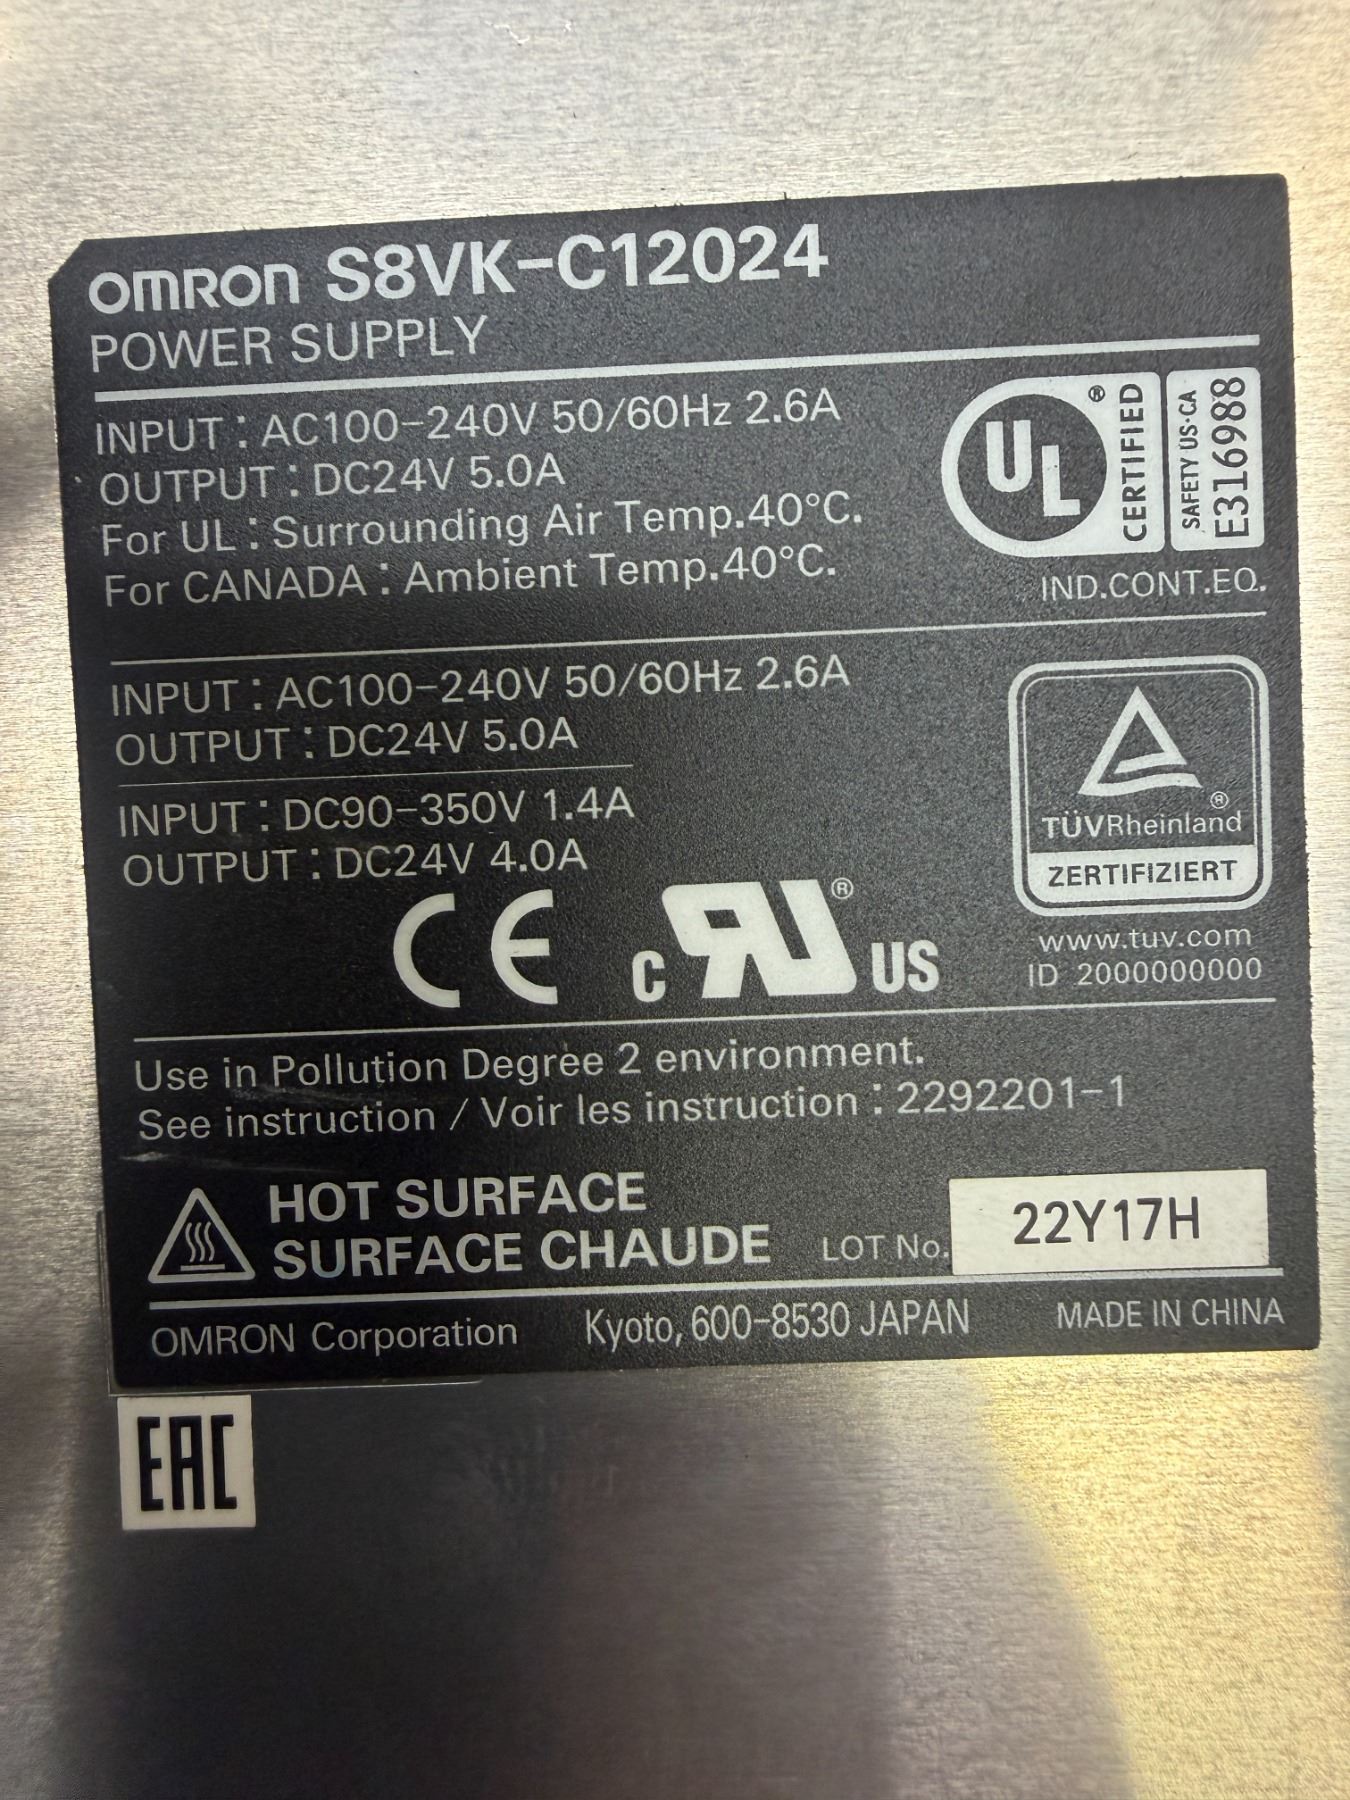 OMRON S8VK-C12024
POWER SUPPLY
INPUT : AC100-240V 50/60Hz 2.6A
OUTPUT : DC24V 5.0A
For UL : Surrounding Air Temp.40°C.
For CANADA : Ambient Temp.40°C.
UL ® CERTIFIED
SAFETY US·CA
E316988
IND.CONT.EQ.
INPUT : AC100-240V 50/60Hz 2.6A
OUTPUT : DC24V 5.0A
INPUT : DC90-350V 1.4A
OUTPUT : DC24V 4.0A
®
TÜVRheinland
ZERTIFIZIERT
www.tuv.com
ID 2000000000
CE c RU ® US
Use in Pollution Degree 2 environment.
See instruction / Voir les instruction : 2292201-1
HOT SURFACE
SURFACE CHAUDE
LOT No. 22Y17H
OMRON Corporation Kyoto, 600-8530 JAPAN MADE IN CHINA
EAC